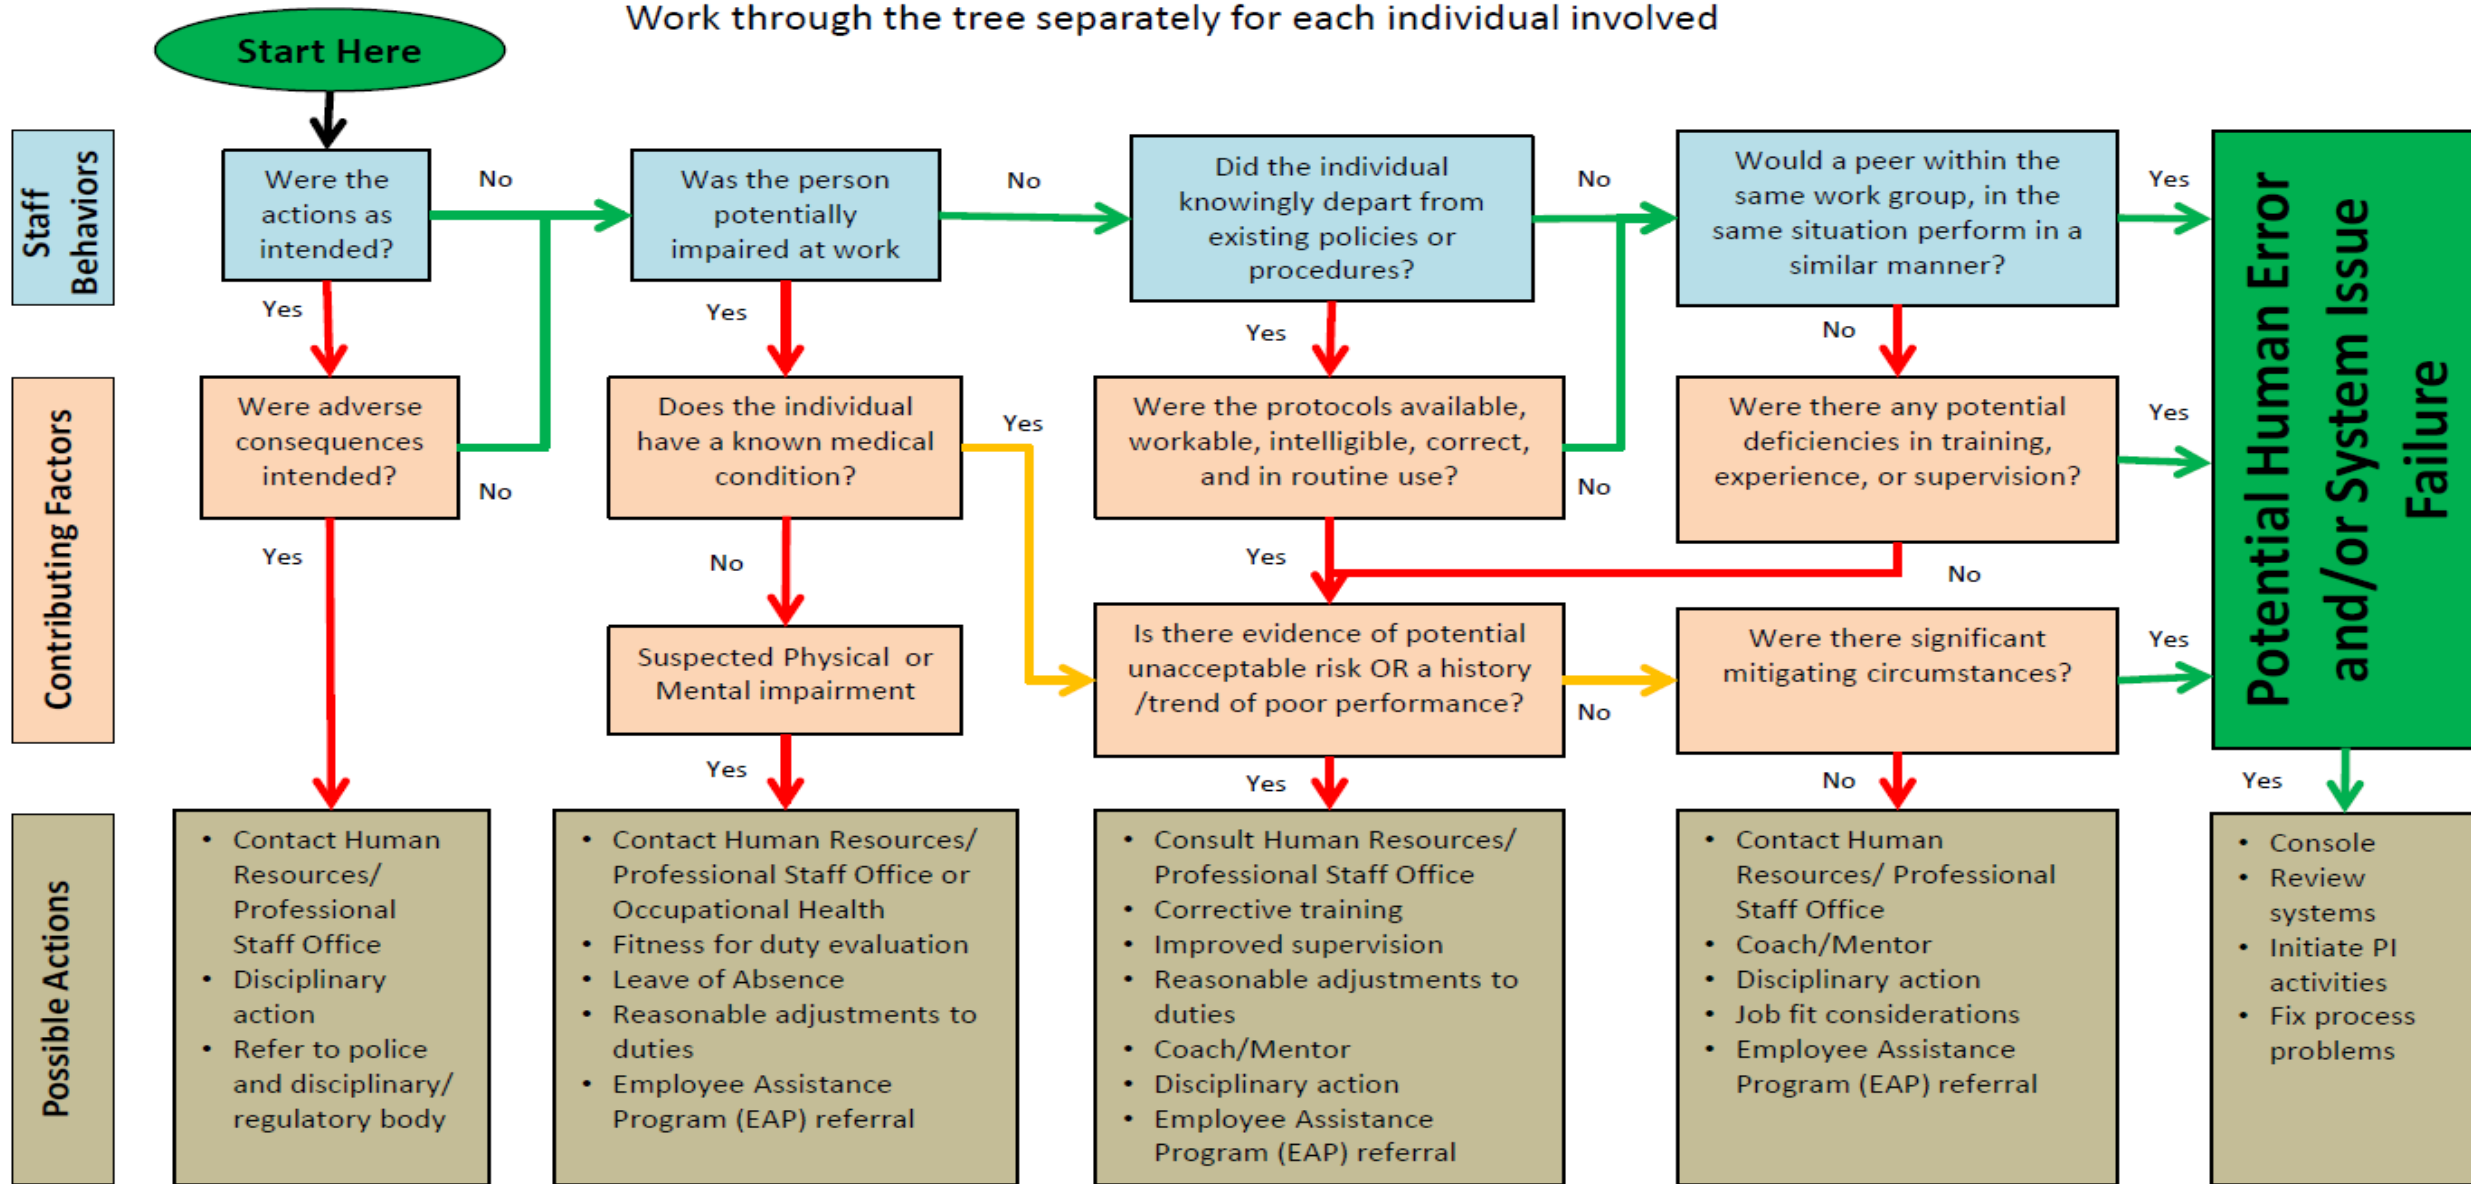 Work through the tree separately for each individual involved
Start Here
Staff
Behaviors
Were the
actions as
intended?
No
Yes
Was the person
potentially
impaired at work
No
Yes
Did the individual
knowingly depart from
existing policies or
procedures?
No
Yes
Would a peer within the
same work group, in the
same situation perform in a
similar manner?
Yes
No
Potential Human Error
and/or System Issue
Failure
Yes
Contributing Factors
Were adverse
consequences
intended?
No
Yes
Does the individual
have a known medical
condition?
Yes
No
Were the protocols available,
workable, intelligible, correct,
and in routine use?
No
Yes
Were there any potential
deficiencies in training,
experience, or supervision?
Yes
No
Suspected Physical or
Mental impairment
Yes
Is there evidence of potential
unacceptable risk OR a history
/trend of poor performance?
No
Yes
Were there significant
mitigating circumstances?
Yes
No
Possible Actions
• Contact Human
Resources/
Professional
Staff Office
• Disciplinary
action
• Refer to police
and disciplinary/
regulatory body
• Contact Human Resources/
Professional Staff Office or
Occupational Health
• Fitness for duty evaluation
• Leave of Absence
• Reasonable adjustments to
duties
• Employee Assistance
Program (EAP) referral
• Consult Human Resources/
Professional Staff Office
• Corrective training
• Improved supervision
• Reasonable adjustments to
duties
• Coach/Mentor
• Disciplinary action
• Employee Assistance
Program (EAP) referral
• Contact Human
Resources/ Professional
Staff Office
• Coach/Mentor
• Disciplinary action
• Job fit considerations
• Employee Assistance
Program (EAP) referral
• Console
• Review
systems
• Initiate PI
activities
• Fix process
problems